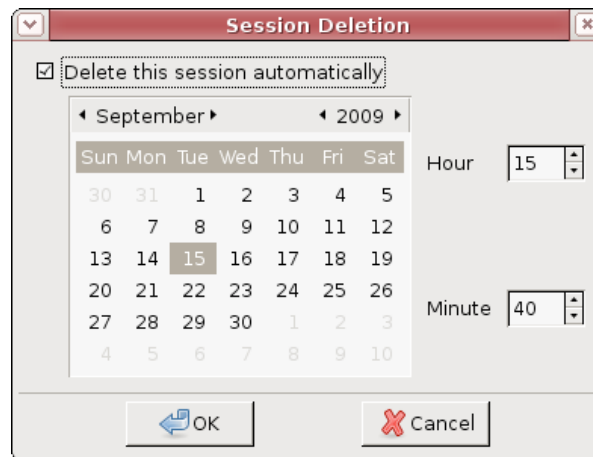 Session Deletion
Delete this session automatically
September 2009
Sun Mon Tue Wed Thu Fri Sat
30 31 1 2 3 4 5
6 7 8 9 10 11 12
13 14 15 16 17 18 19
20 21 22 23 24 25 26
27 28 29 30 1 2 3
4 5 6 7 8 9 10
Hour 15
Minute 40
OK Cancel